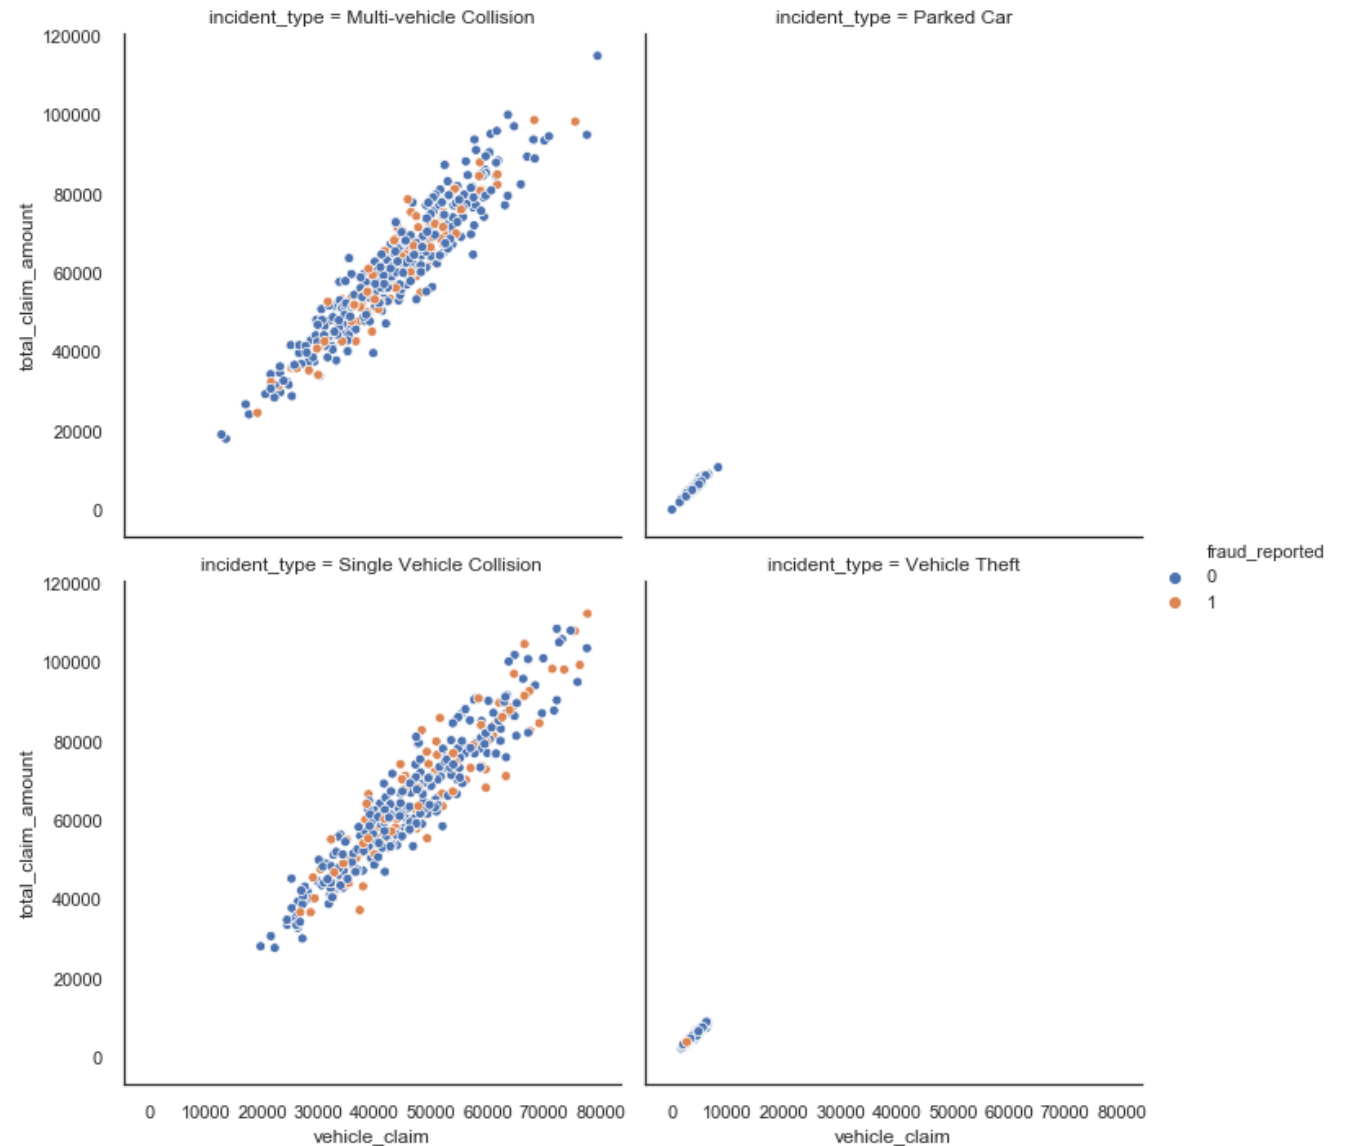 incident_type = Multi-vehicle Collision
incident_type = Parked Car
120000
100000
80000
60000
40000
20000
0
total_claim_amount
incident_type = Single Vehicle Collision
incident_type = Vehicle Theft
120000
100000
80000
60000
40000
20000
0
total_claim_amount
0 10000 20000 30000 40000 50000 60000 70000 80000
vehicle_claim
0 10000 20000 30000 40000 50000 60000 70000 80000
vehicle_claim
fraud_reported
0
1